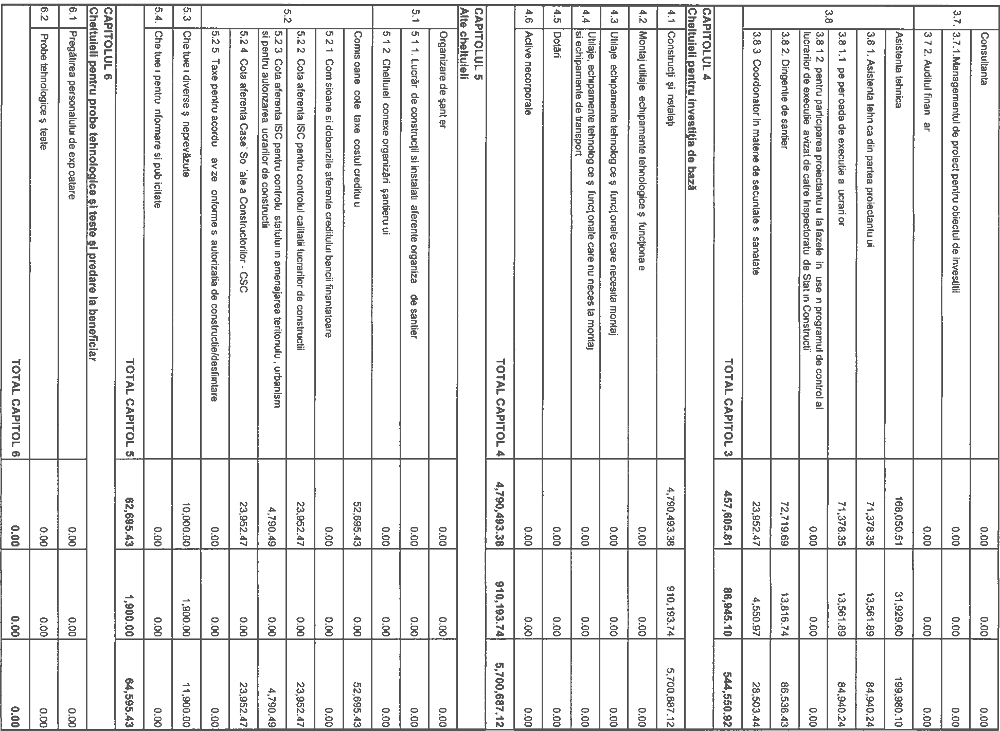 Consultanta 0.00 0.00 0.00
3.7. 3.7.1.Managementul de proiect pentru obiectul de investitii 0.00 0.00 0.00
3 7 2. Auditul finan ar 0.00 0.00 0.00
3.8 Asistenta tehnica 168,050.51 31,929.60 199,980.10
3.8 1. Asistenta tehn ca din partea proiectantu ui 71,378.35 13,561.89 84,940.24
3.8 1.1 pe per oada de executie a ucrari or 71,378.35 13,561.89 84,940.24
3.8 1 2 pentru participarea proiectantu u la fazele in use n programul de control al
lucrarilor de executie avizat de catre Inspectoratu de Stat in Constructi 0.00 0.00 0.00
3.8 2. Dirigentie de santier 72,719.69 13,816.74 86,536.43
3.8 3 Coordonator in materie de securitate s sanatate 23,952.47 4,550.97 28,503.44
TOTAL CAPITOL 3 457,605.81 86,945.10 544,550.92
CAPITOLUL 4
Cheltuieli pentru investiția de bază
4.1 Construcți și nstalați 4,790,493.38 910,193.74 5,700,687.12
4.2 Montaj utilaje echipamente tehnologice ș funcționa e 0.00 0.00 0.00
4.3 Utilaje echipamente tehnolog ce ș funcț onale care necesita montaj 0.00 0.00 0.00
4.4 Utilaje, echipamente tehnolog ce ș funcț onale care nu neces ta montaj
si echipamente de transport 0.00 0.00 0.00
4.5 Dotări 0.00 0.00 0.00
4.6 Active necorporale 0.00 0.00 0.00
TOTAL CAPITOL 4 4,790,493.38 910,193.74 5,700,687.12
CAPITOLUL 5
Alte cheltuieli
5.1 Organizare de șant er 0.00 0.00 0.00
5 1 1. Lucrăr de construcții si instalati aferente organiza de santier 0.00 0.00 0.00
5 1 2 Cheltuiel conexe organizări șantieru ui 0.00 0.00 0.00
5.2 Comis oane cote taxe costul creditu u 52,695.43 0.00 52,695.43
5 2 1 Com sioane si dobanzile aferente creditului bancii finantatoare 0.00 0.00 0.00
5.2 2 Cota aferenta ISC pentru controlul calitatii lucrarilor de constructii 23,952.47 0.00 23,952.47
5.2 3 Cota aferenta ISC pentru controlu statului in amenajarea teritoriulu , urbanism
si pentru autorizarea ucrarilor de constructii 4,790.49 0.00 4,790.49
5.2 4 Cota aferenta Case So ale a Constructorilor - CSC 23,952.47 0.00 23,952.47
5.2 5 Taxe pentru acordu av ze onforme s autorizatia de constructie/desfiintare 0.00 0.00 0.00
5.3 Che tuie i diverse ș neprevăzute 10,000.00 1,900.00 11,900.00
5.4. Che tuie i pentru nformare si pub icitate 0.00 0.00 0.00
TOTAL CAPITOL 5 62,695.43 1,900.00 64,595.43
CAPITOLUL 6
Cheltuieli pentru probe tehnologice și teste și predare la beneficiar
6.1 Pregătirea personalului de exp oatare 0.00 0.00 0.00
6.2 Probe tehnologice ș teste 0.00 0.00 0.00
TOTAL CAPITOL 6 0.00 0.00 0.00